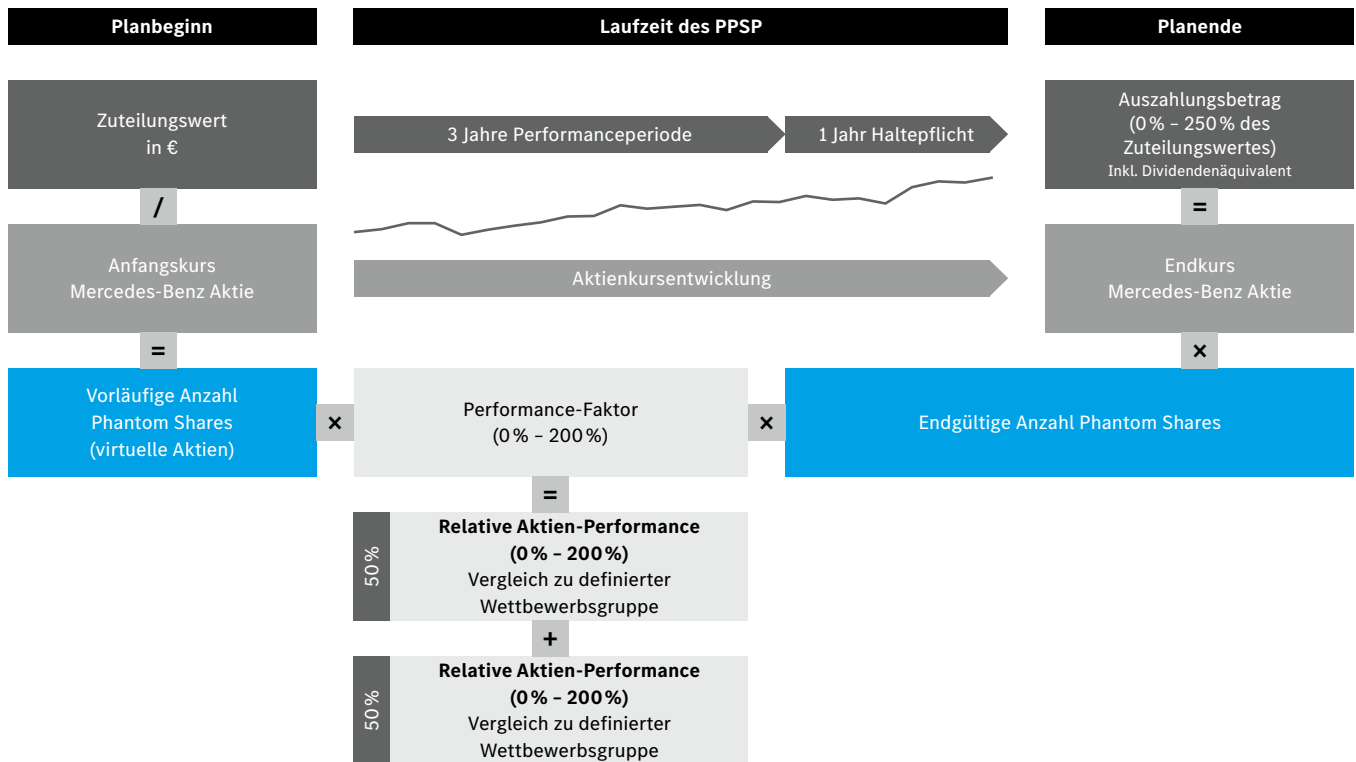 Planbeginn
Laufzeit des PPSP
Planende
Zuteilungswert
in €
/
Anfangskurs
Mercedes-Benz Aktie
=
Vorläufige Anzahl
Phantom Shares
(virtuelle Aktien)
×
3 Jahre Performanceperiode
1 Jahr Haltepflicht
Aktienkursentwicklung
Performance-Faktor
(0 % – 200 %)
=
50 %
Relative Aktien-Performance
(0 % – 200 %)
Vergleich zu definierter
Wettbewerbsgruppe
+
50 %
Relative Aktien-Performance
(0 % – 200 %)
Vergleich zu definierter
Wettbewerbsgruppe
×
Auszahlungsbetrag
(0 % – 250 % des
Zuteilungswertes)
Inkl. Dividendenäquivalent
=
Endkurs
Mercedes-Benz Aktie
×
Endgültige Anzahl Phantom Shares